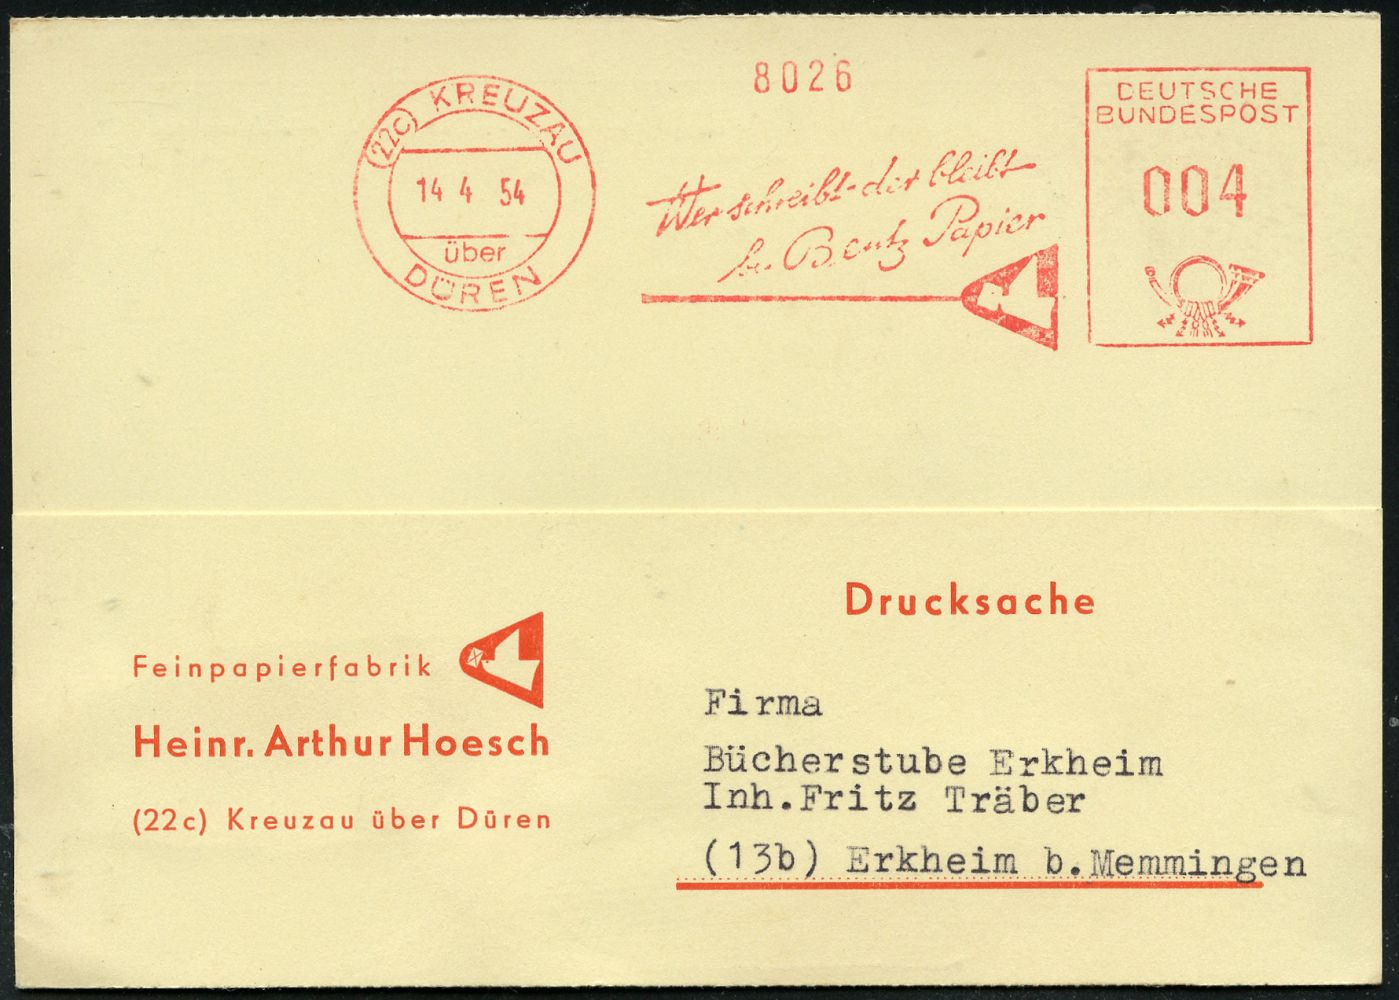 8026
(22c) KREUZAU
14 4 54
über
DÜREN
Wer schreibt-der bleibt
Bentz Papier
DEUTSCHE
BUNDESPOST
004
Drucksache
Feinpapierfabrik
Heinr. Arthur Hoesch
(22c) Kreuzau über Düren
Firma
Bücherstube Erkheim
Inh.Fritz Träber
(13b) Erkheim b.Memmingen